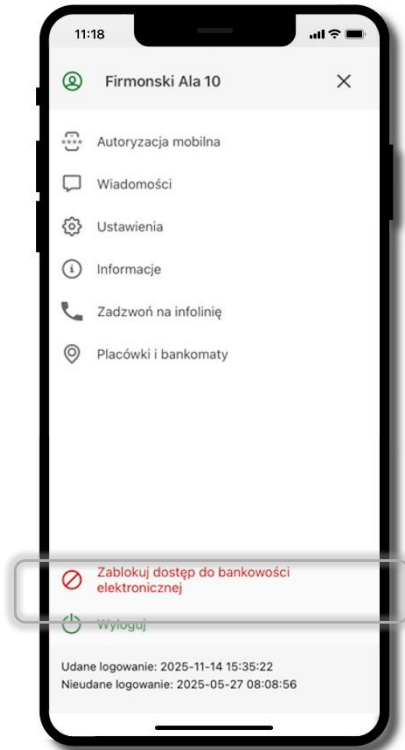 11:18
Firmonski Ala 10
Autoryzacja mobilna
Wiadomości
Ustawienia
Informacje
Zadzwoń na infolinię
Placówki i bankomaty
Zablokuj dostęp do bankowości
elektronicznej
Wyloguj
Udane logowanie: 2025-11-14 15:35:22
Nieudane logowanie: 2025-05-27 08:08:56